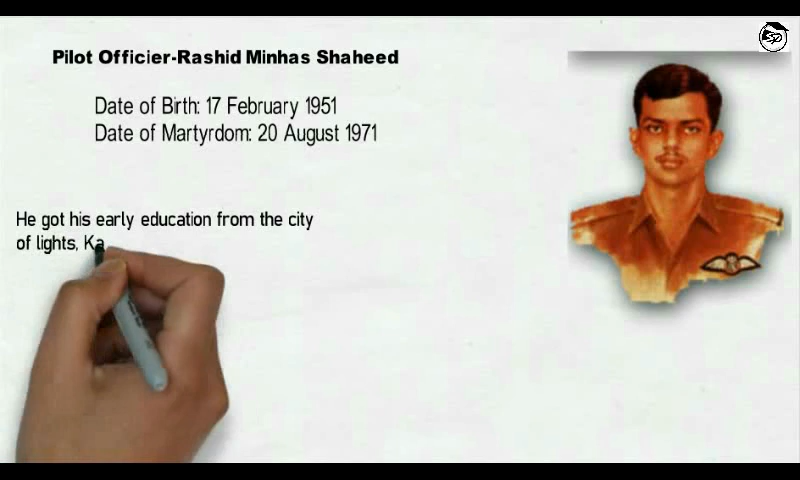 Pilot Officier-Rashid Minhas Shaheed
Date of Birth: 17 February 1951
Date of Martyrdom: 20 August 1971
He got his early education from the city
of lights, Ka